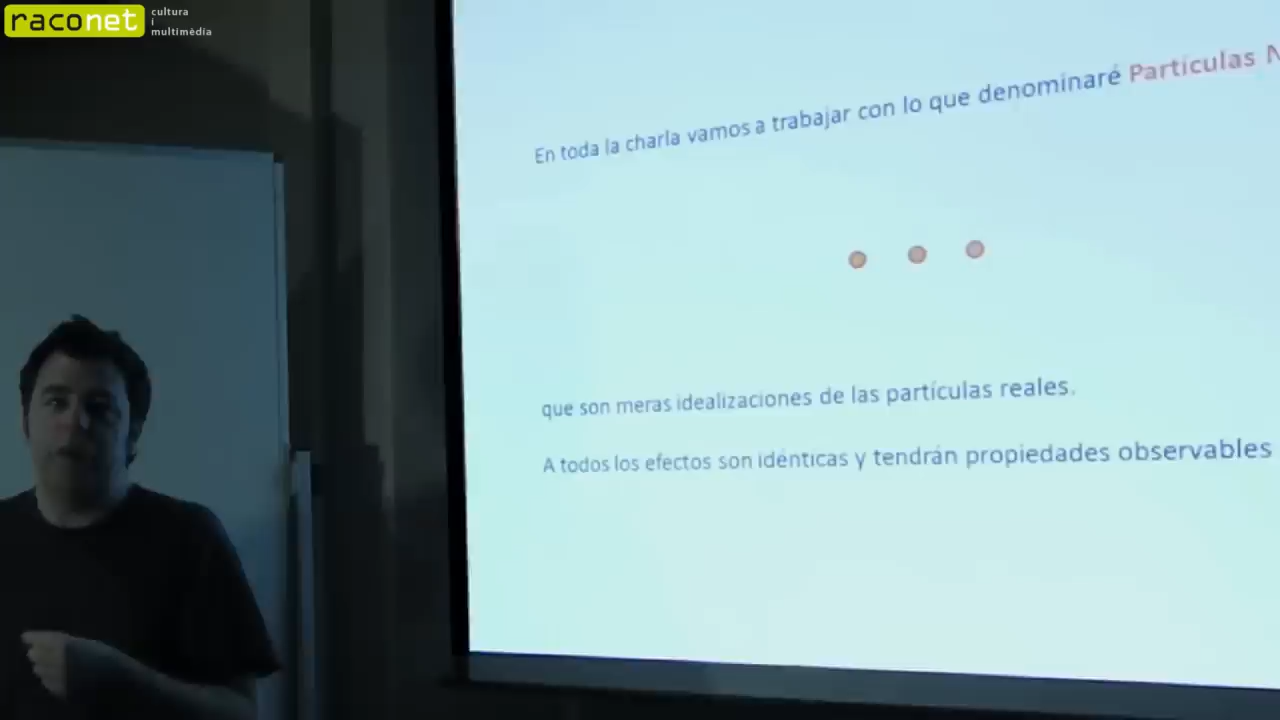 raconet
cultura
i
multimèdia
En toda la charla vamos a trabajar con lo que denominaré Partículas
que son meras idealizaciones de las partículas reales.
A todos los efectos son idénticas y tendrán propiedades observables